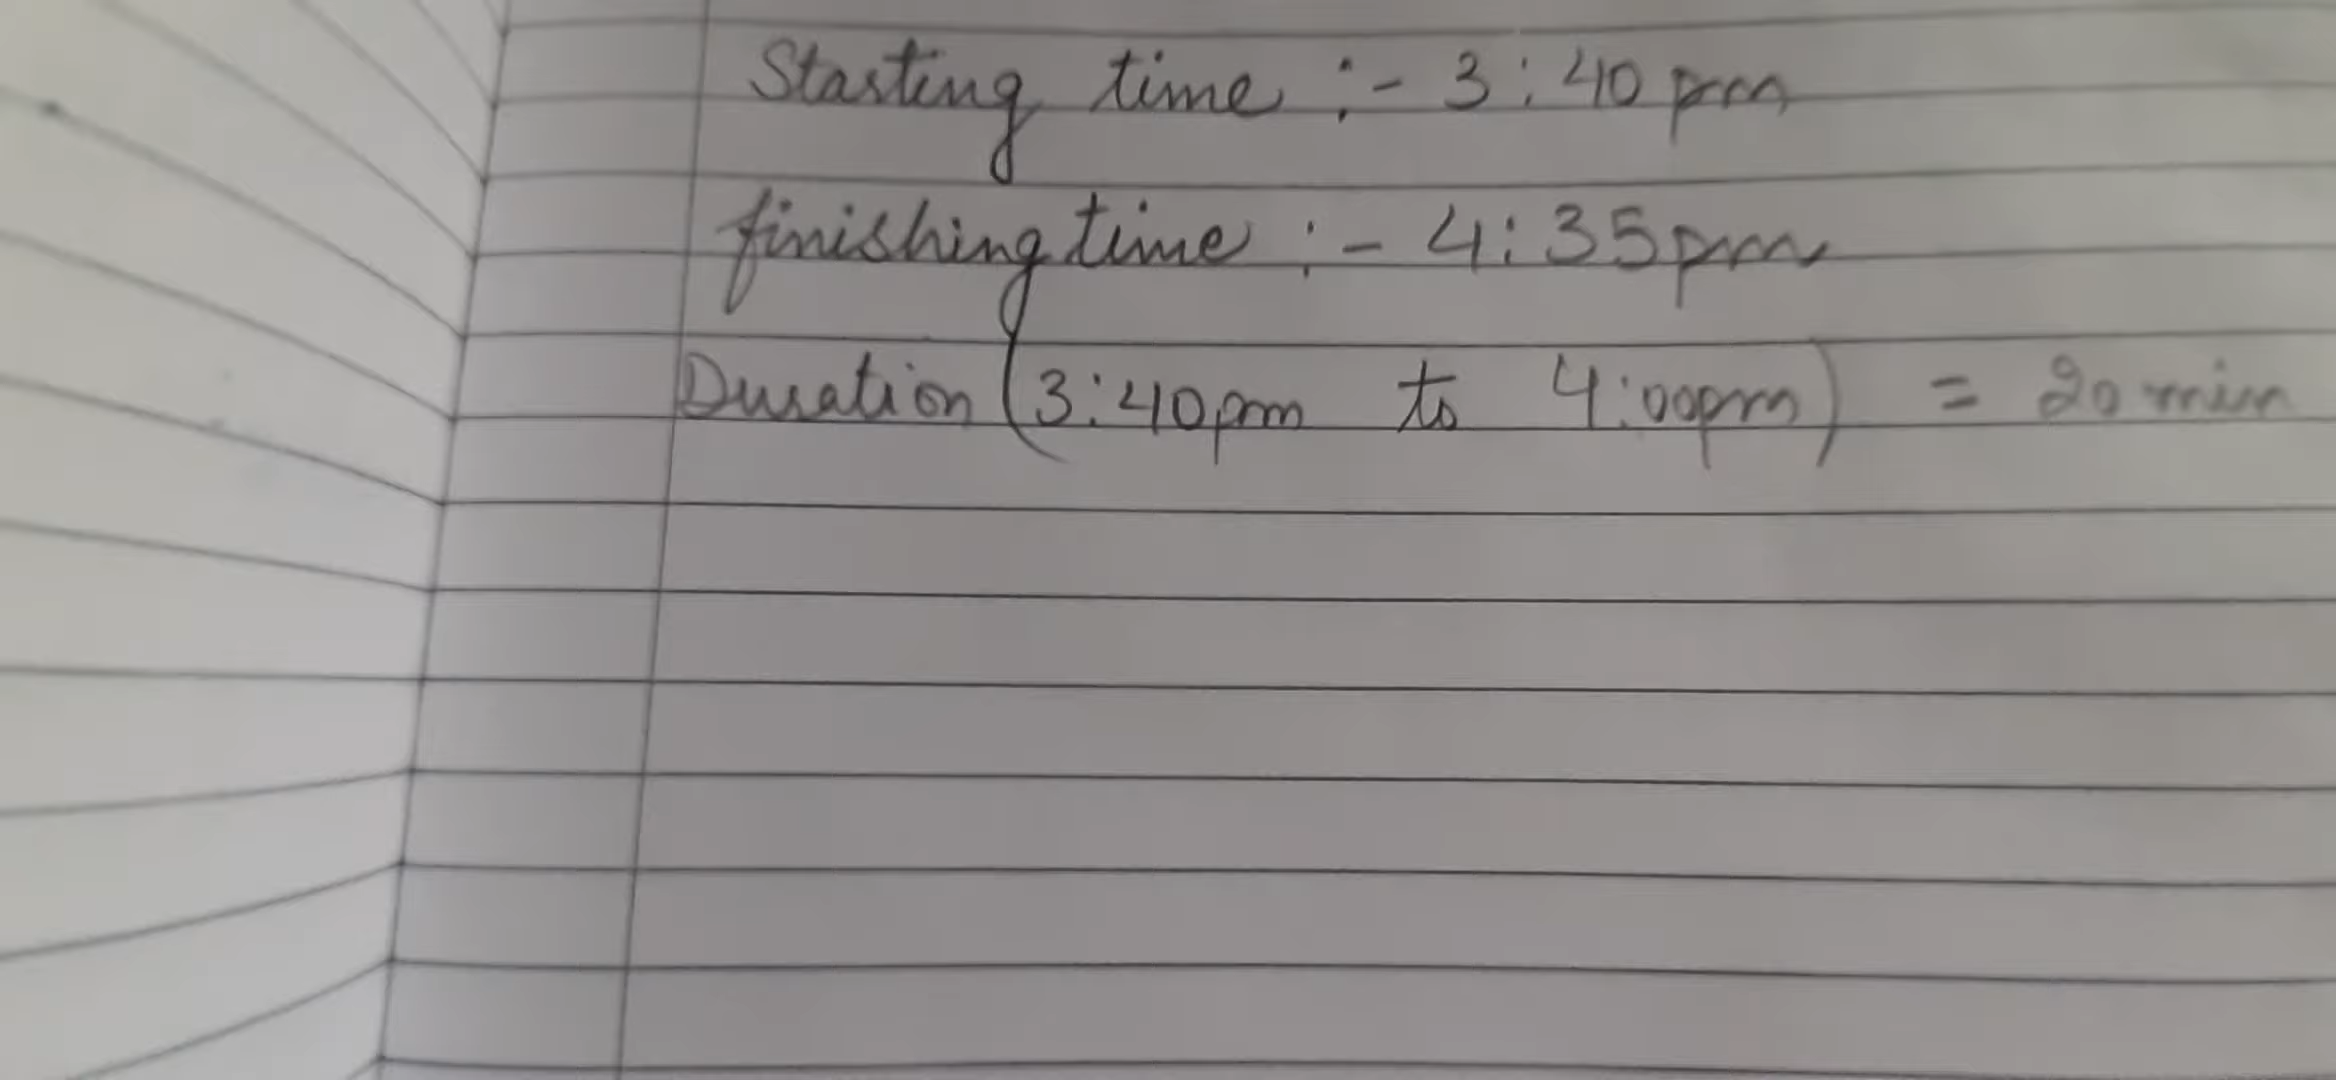 Starting time :- 3:40 pm
finishing time :- 4:35 pm
Duration (3:40pm to 4:00pm) = 20 min